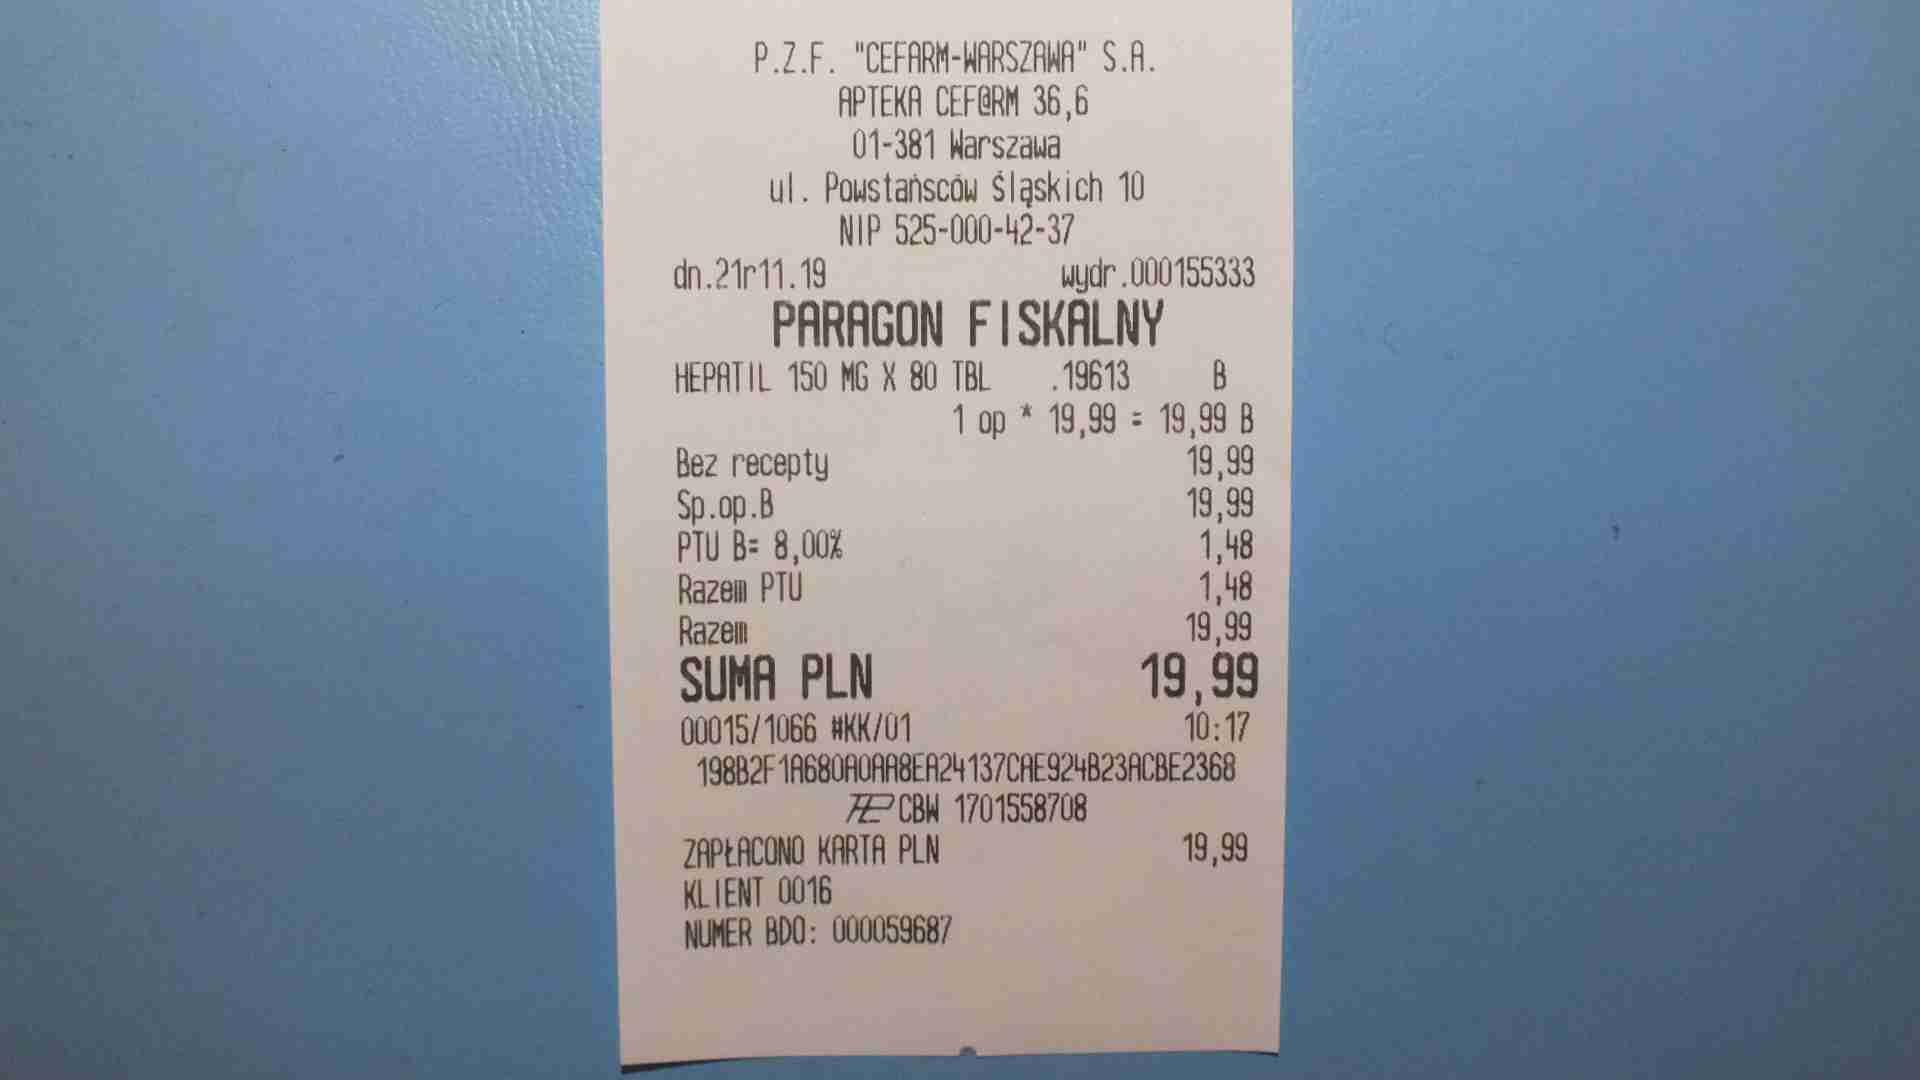 P.Z.F. "CEFARM-WARSZAWA" S.A.
APTEKA CEF@RM 36,6
01-381 Warszawa
ul. Powstańsców Śląskich 10
NIP 525-000-42-37
dn.21r11.19 wydr.000155333
PARAGON FISKALNY
HEPATIL 150 MG X 80 TBL .19613 B
1 op * 19,99 = 19,99 B
Bez recepty 19,99
Sp.op.B 19,99
PTU B= 8,00% 1,48
Razem PTU 1,48
Razem 19,99
SUMA PLN 19,99
00015/1066 #KK/01 10:17
198B2F1A680A0AA8EA24137CAE924B23ACBE2368
CBW 1701558708
ZAPŁACONO KARTA PLN 19,99
KLIENT 0016
NUMER BDO: 000059687